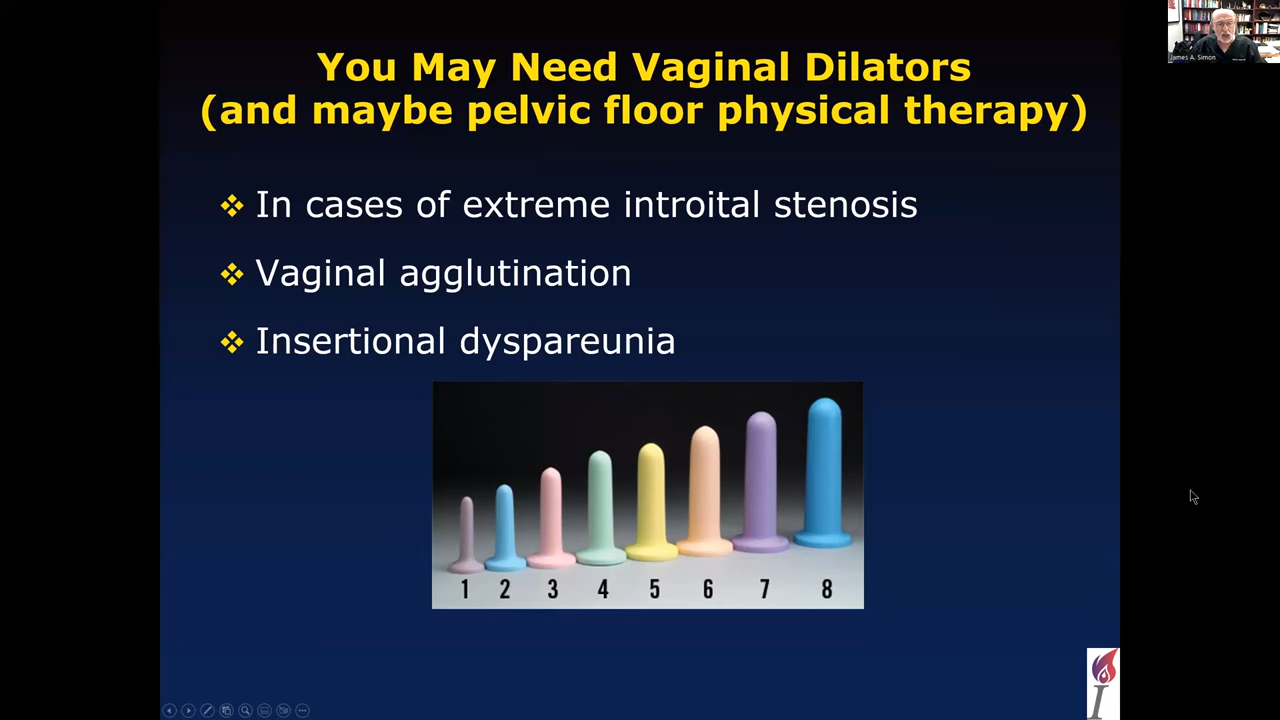 You May Need Vaginal Dilators
(and maybe pelvic floor physical therapy)
In cases of extreme introital stenosis
Vaginal agglutination
Insertional dyspareunia
1 2 3 4 5 6 7 8
James A. Simon
I